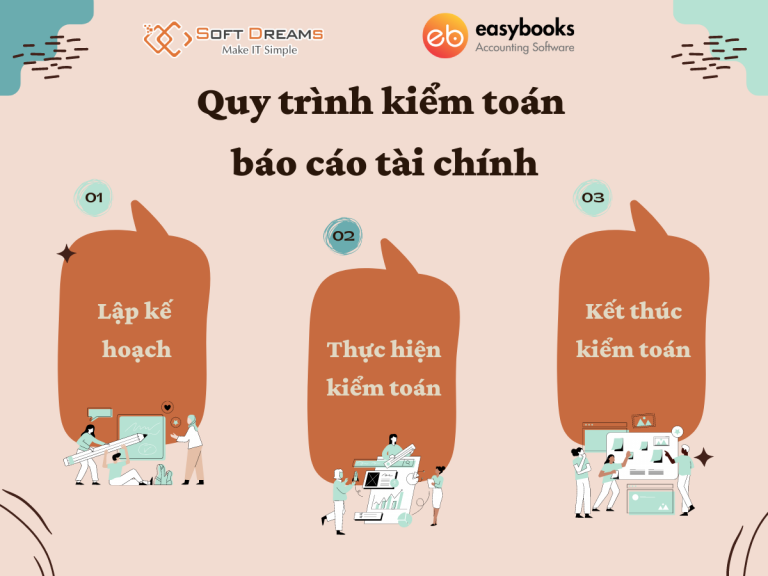 SOFT DREAMS
Make IT Simple
eb
easybooks
Accounting Software
Quy trình kiểm toán
báo cáo tài chính
01
Lập kế
hoạch
02
Thực hiện
kiểm toán
03
Kết thúc
kiểm toán